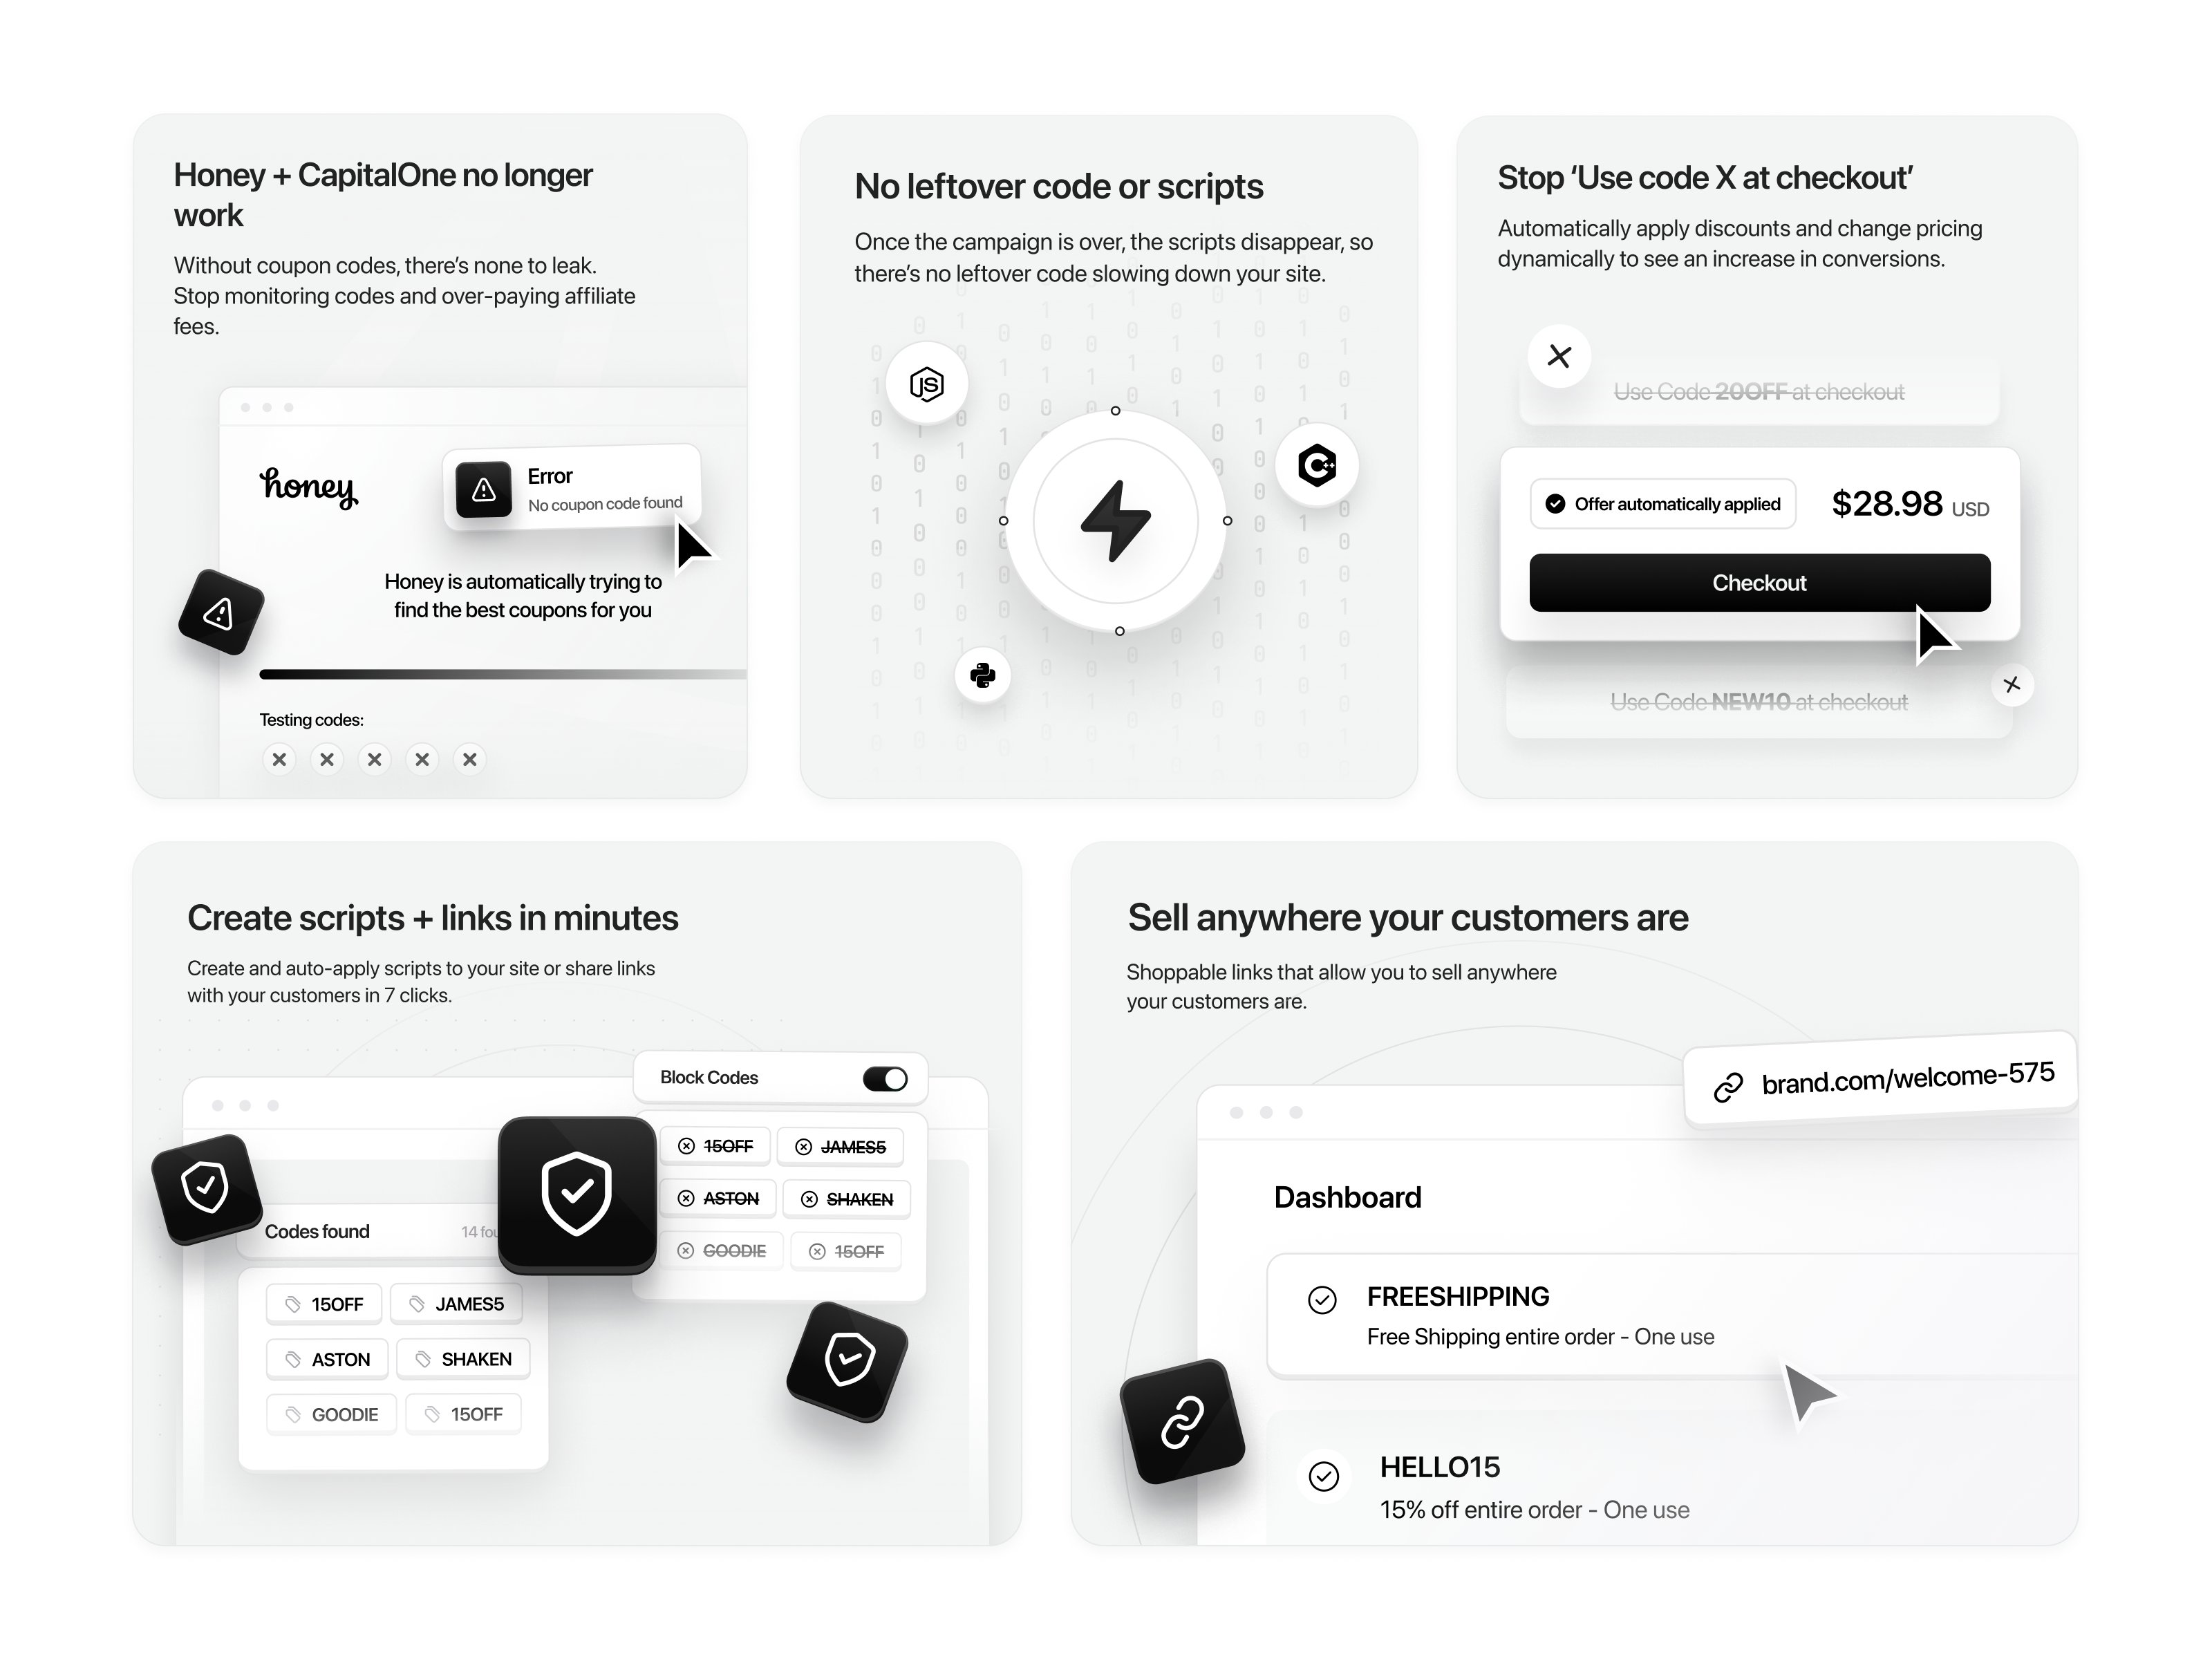 Honey + CapitalOne no longer
work
Without coupon codes, there's none to leak.
Stop monitoring codes and over-paying affiliate
fees.
honey
Error
No coupon code found
Honey is automatically trying to
find the best coupons for you
Testing codes:
No leftover code or scripts
Once the campaign is over, the scripts disappear, so
there's no leftover code slowing down your site.
JS
C++
Stop ‘Use code X at checkout’
Automatically apply discounts and change pricing
dynamically to see an increase in conversions.
Use Code 20OFF at checkout
Offer automatically applied
$28.98 USD
Checkout
Use Code NEW10 at checkout
Create scripts + links in minutes
Create and auto-apply scripts to your site or share links
with your customers in 7 clicks.
Block Codes
15OFF JAMES5
ASTON SHAKEN
GOODIE 15OFF
Codes found 14
15OFF JAMES5
ASTON SHAKEN
GOODIE 15OFF
Sell anywhere your customers are
Shoppable links that allow you to sell anywhere
your customers are.
brand.com/welcome-575
Dashboard
FREESHIPPING
Free Shipping entire order - One use
HELLO15
15% off entire order - One use